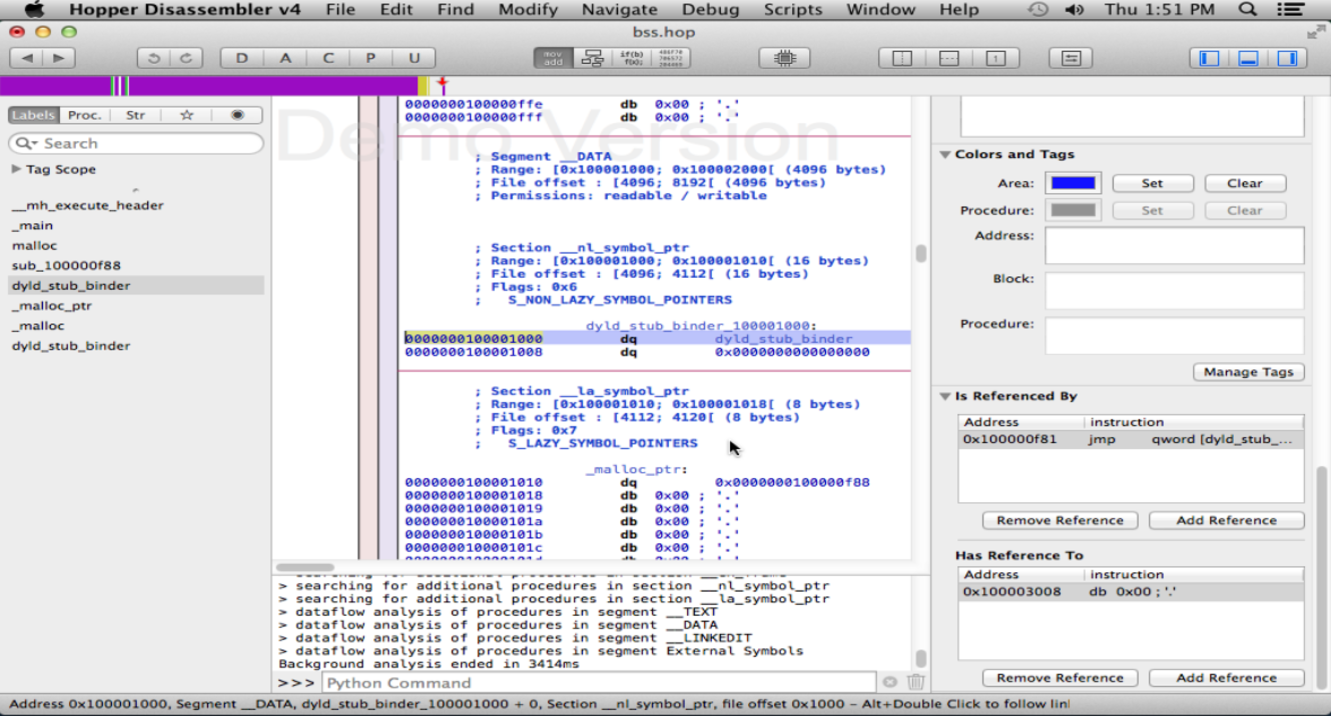 Hopper Disassembler v4 File Edit Find Modify Navigate Debug Scripts Window Help Thu 1:51 PM
bss.hop
D A C P U mov add if(b) f(x);
Labels Proc. Str
Search
Tag Scope
__mh_execute_header
_main
malloc
sub_100000f88
dyld_stub_binder
_malloc_ptr
_malloc
dyld_stub_binder
Demo Version
0000000100000ffe db 0x00 ; '.'
0000000100000fff db 0x00 ; '.'
; Segment __DATA
; Range: [0x100001000; 0x100002000[ (4096 bytes)
; File offset : [4096; 8192[ (4096 bytes)
; Permissions: readable / writable
; Section __nl_symbol_ptr
; Range: [0x100001000; 0x100001010[ (16 bytes)
; File offset : [4096; 4112[ (16 bytes)
; Flags: 0x6
; S_NON_LAZY_SYMBOL_POINTERS
dyld_stub_binder_100001000:
0000000100001000 dq dyld_stub_binder
0000000100001008 dq 0x0000000000000000
; Section __la_symbol_ptr
; Range: [0x100001010; 0x100001018[ (8 bytes)
; File offset : [4112; 4120[ (8 bytes)
; Flags: 0x7
; S_LAZY_SYMBOL_POINTERS
_malloc_ptr:
0000000100001010 dq 0x0000000100000f88
0000000100001018 db 0x00 ; '.'
0000000100001019 db 0x00 ; '.'
000000010000101a db 0x00 ; '.'
000000010000101b db 0x00 ; '.'
000000010000101c db 0x00 ; '.'
> searching for additional procedures in section __nl_symbol_ptr
> searching for additional procedures in section __la_symbol_ptr
> dataflow analysis of procedures in segment __TEXT
> dataflow analysis of procedures in segment __DATA
> dataflow analysis of procedures in segment __LINKEDIT
> dataflow analysis of procedures in segment External Symbols
Background analysis ended in 3414ms
>>> Python Command
Colors and Tags
Area: Set Clear
Procedure: Set Clear
Address:
Block:
Procedure:
Manage Tags
Is Referenced By
Address instruction
0x100000f81 jmp qword [dyld_stub_...
Remove Reference Add Reference
Has Reference To
Address instruction
0x100003008 db 0x00 ; '.'
Remove Reference Add Reference
Address 0x100001000, Segment __DATA, dyld_stub_binder_100001000 + 0, Section __nl_symbol_ptr, file offset 0x1000 – Alt+Double Click to follow lin